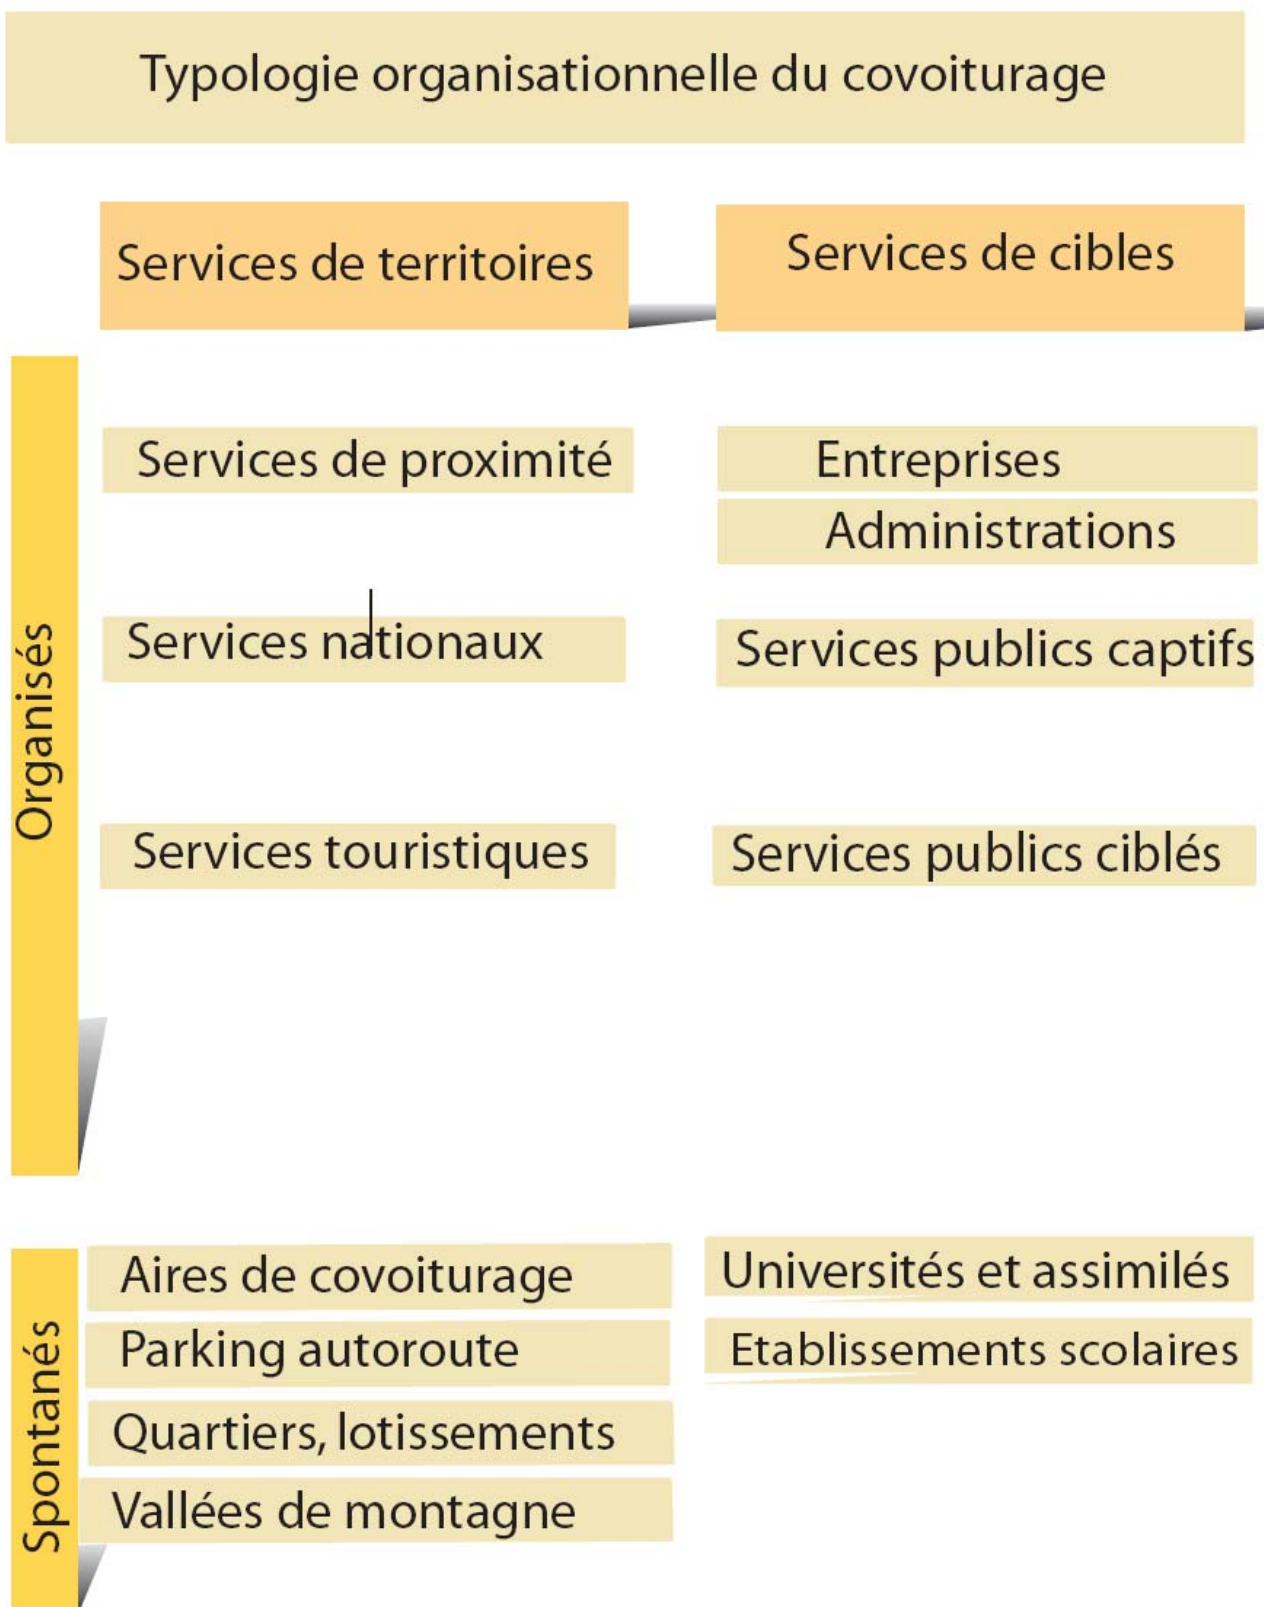 Typologie organisationnelle du covoiturage
Services de territoires
Services de cibles
Organisés
Services de proximité
Entreprises
Administrations
Services nationaux
Services publics captifs
Services touristiques
Services publics ciblés
Spontanés
Aires de covoiturage
Universités et assimilés
Parking autoroute
Etablissements scolaires
Quartiers, lotissements
Vallées de montagne